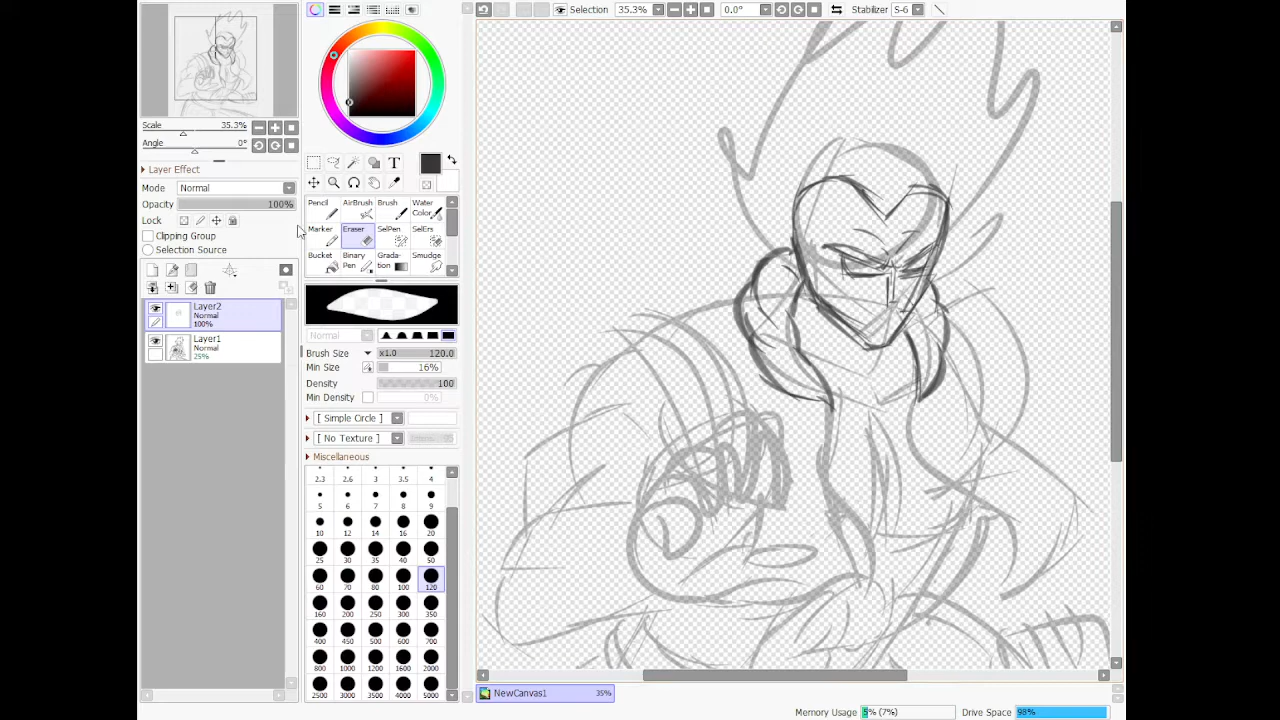 Selection 35.3% 0.0° Stabilizer S-6
Scale 35.3%
Angle 0°
Layer Effect
Mode Normal
Opacity 100%
Lock
Clipping Group
Selection Source
Layer2
Normal
100%
Layer1
Normal
25%
T
Pencil AirBrush Brush Water Color
Marker Eraser SelPen SelErs
Bucket Binary Pen Grada-tion Smudge
Normal
Brush Size x1.0 120.0
Min Size 16%
Density 100
Min Density 0%
[ Simple Circle ]
[ No Texture ]
Miscellaneous
2.3 2.6 3 3.5 4
5 6 7 8 9
10 12 14 16 20
25 30 35 40 50
60 70 80 100 120
160 200 250 300 350
400 450 500 600 700
800 1000 1200 1600 2000
2500 3000 3500 4000 5000
NewCanvas1 35%
Memory Usage 5% (7%) Drive Space 98%